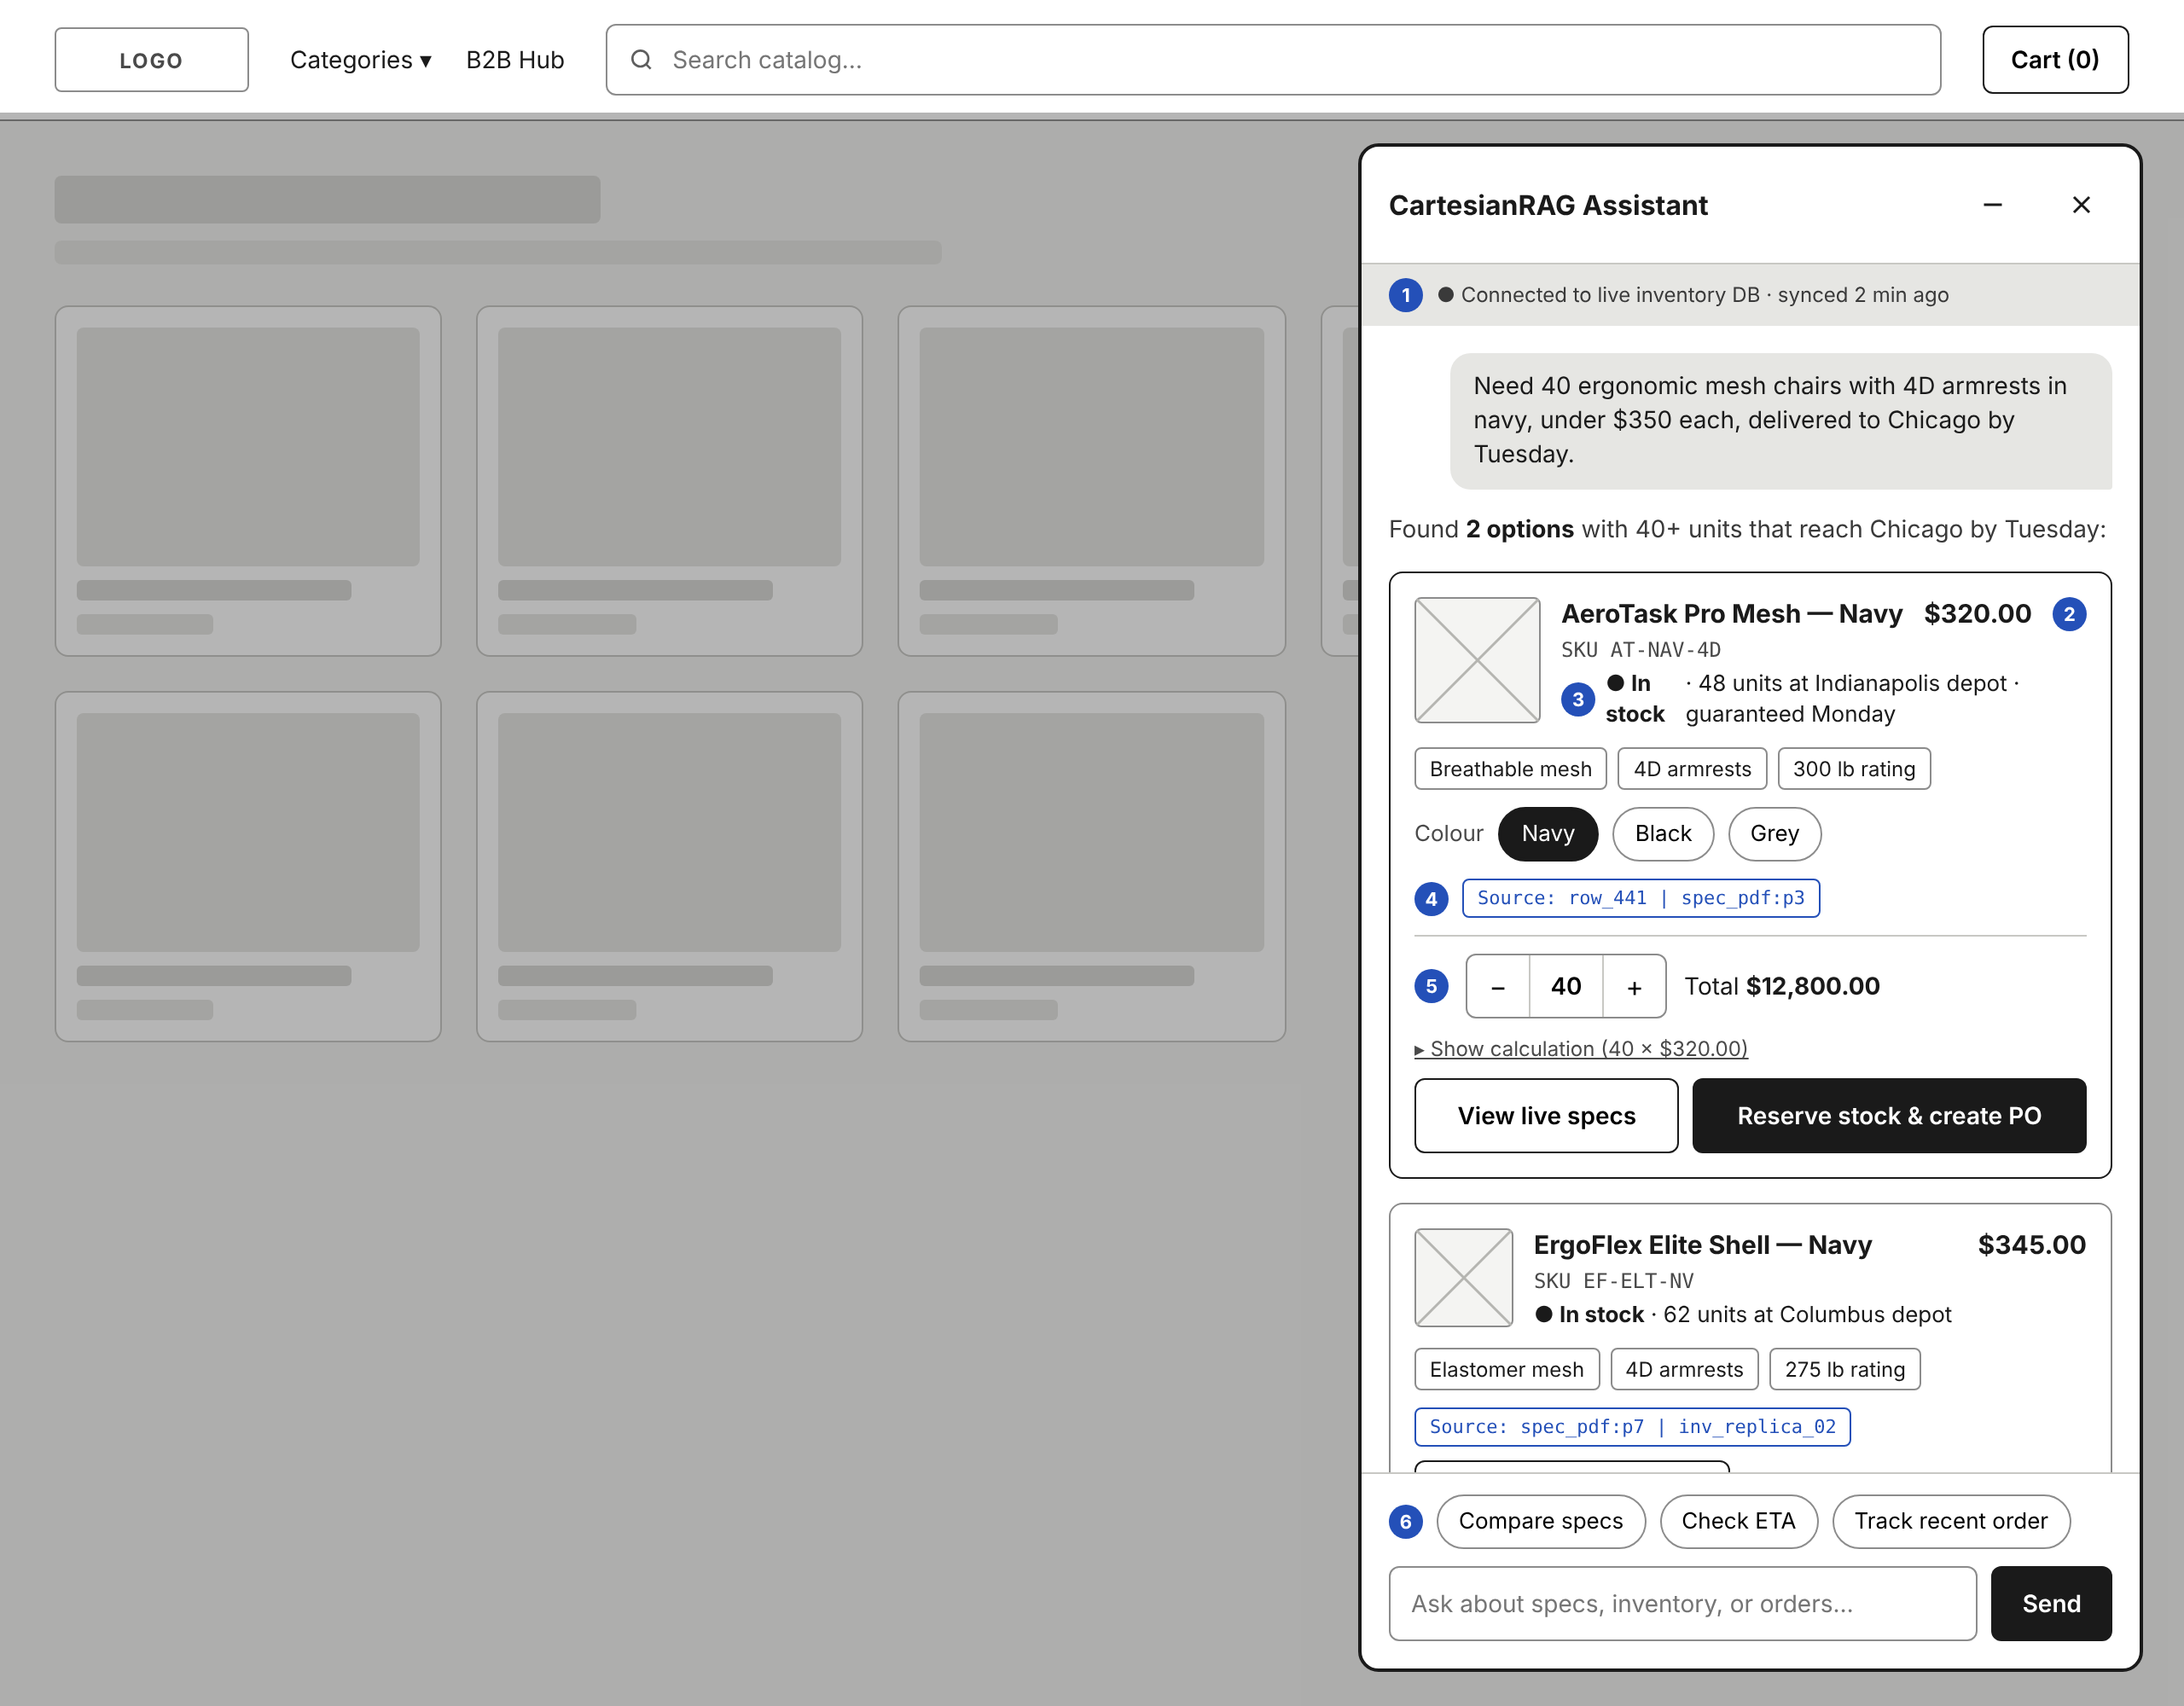 LOGO
Categories ▾
B2B Hub
Search catalog...
Cart (0)
CartesianRAG Assistant
1 ● Connected to live inventory DB · synced 2 min ago
Need 40 ergonomic mesh chairs with 4D armrests in
navy, under $350 each, delivered to Chicago by
Tuesday.
Found 2 options with 40+ units that reach Chicago by Tuesday:
AeroTask Pro Mesh — Navy $320.00 2
SKU AT-NAV-4D
3 ● In stock · 48 units at Indianapolis depot ·
guaranteed Monday
Breathable mesh
4D armrests
300 lb rating
Colour Navy Black Grey
4 Source: row_441 | spec_pdf:p3
5 − 40 + Total $12,800.00
▸ Show calculation (40 × $320.00)
View live specs
Reserve stock & create PO
ErgoFlex Elite Shell — Navy $345.00
SKU EF-ELT-NV
● In stock · 62 units at Columbus depot
Elastomer mesh
4D armrests
275 lb rating
Source: spec_pdf:p7 | inv_replica_02
6 Compare specs Check ETA Track recent order
Ask about specs, inventory, or orders...
Send